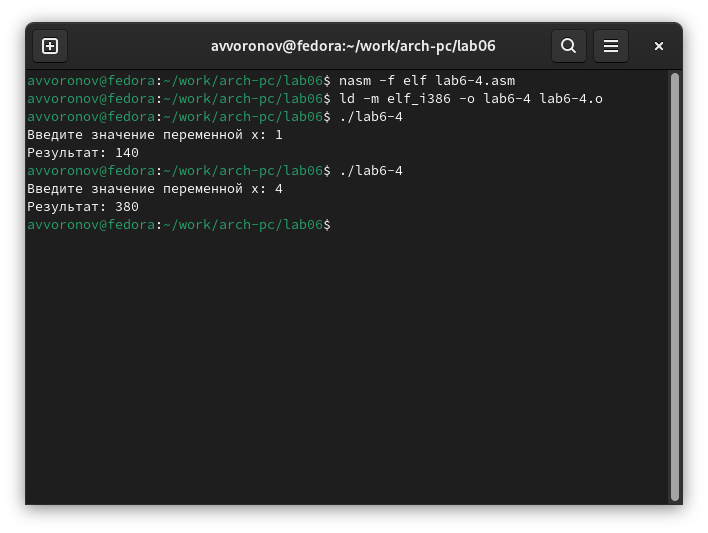 avvoronov@fedora:~/work/arch-pc/lab06
avvoronov@fedora:~/work/arch-pc/lab06$ nasm -f elf lab6-4.asm
avvoronov@fedora:~/work/arch-pc/lab06$ ld -m elf_i386 -o lab6-4 lab6-4.o
avvoronov@fedora:~/work/arch-pc/lab06$ ./lab6-4
Введите значение переменной х: 1
Результат: 140
avvoronov@fedora:~/work/arch-pc/lab06$ ./lab6-4
Введите значение переменной х: 4
Результат: 380
avvoronov@fedora:~/work/arch-pc/lab06$